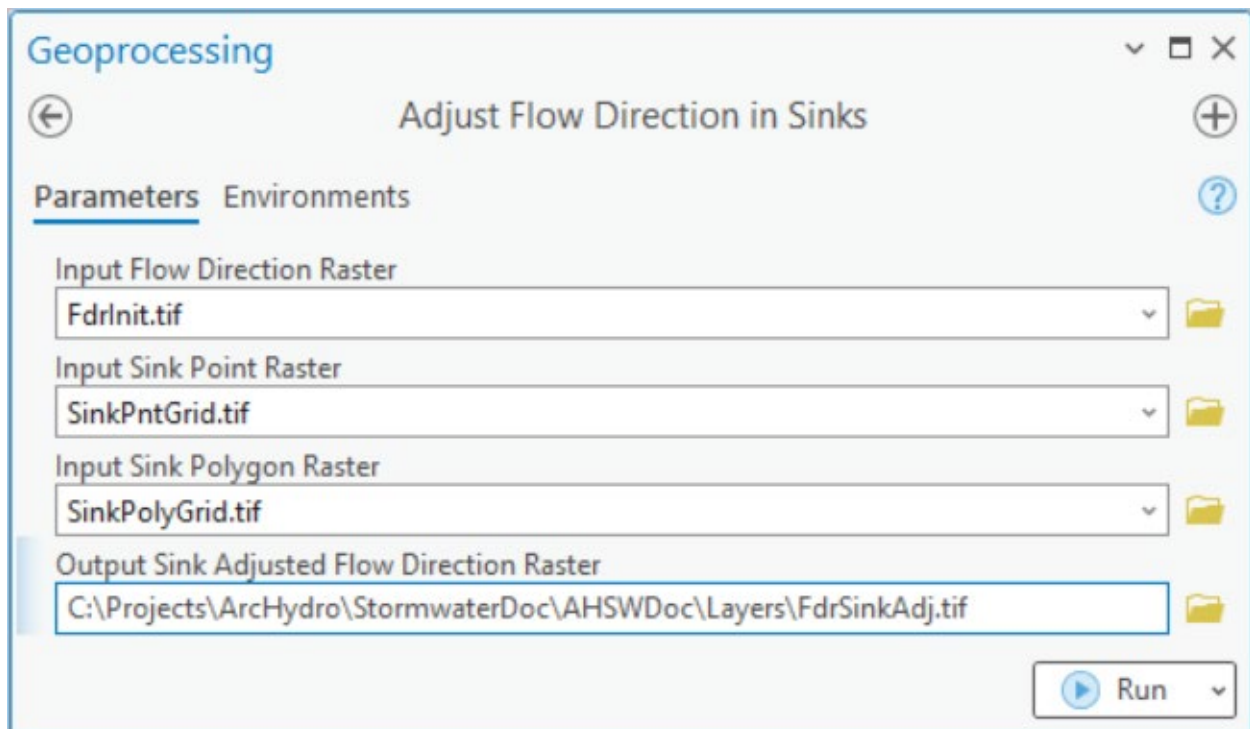 Geoprocessing
Adjust Flow Direction in Sinks
Parameters Environments
Input Flow Direction Raster
FdrInit.tif
Input Sink Point Raster
SinkPntGrid.tif
Input Sink Polygon Raster
SinkPolyGrid.tif
Output Sink Adjusted Flow Direction Raster
C:\Projects\ArcHydro\StormwaterDoc\AHSWDoc\Layers\FdrSinkAdj.tif
Run